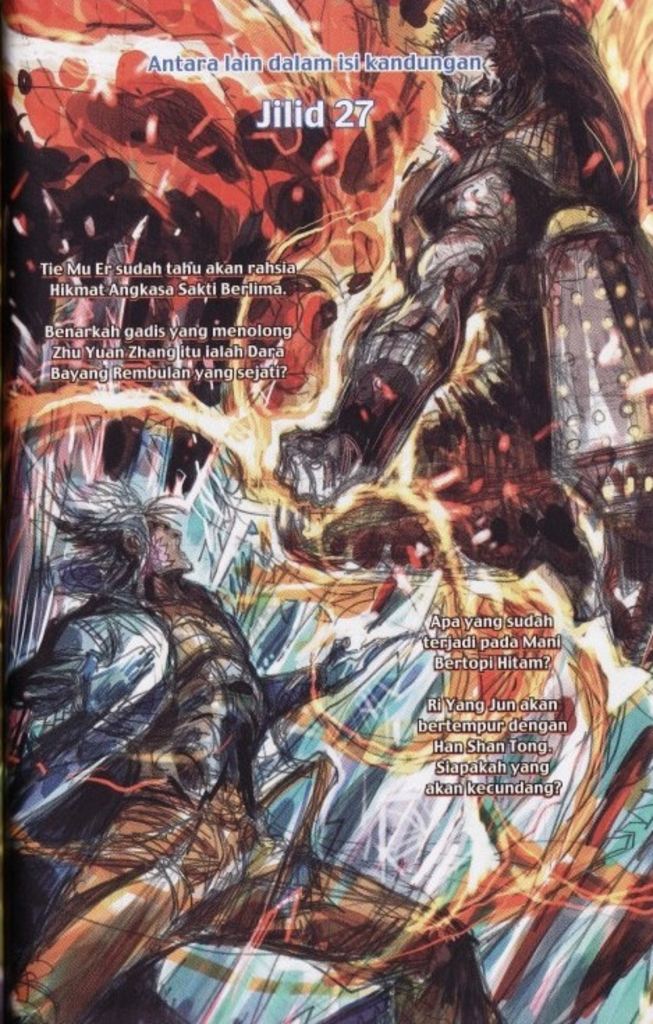 Antara lain dalam isi kandungan
Jilid 27
Tie Mu Er sudah tahu akan rahsia
Hikmat Angkasa Sakti Berlima.
Benarkah gadis yang menolong
Zhu Yuan Zhang itu ialah Dara
Bayang Rembulan yang sejati?
Apa yang sudah
terjadi pada Mani
Bertopi Hitam?
Ri Yang Jun akan
bertempur dengan
Han Shan Tong.
Siapakah yang
akan kecundang?